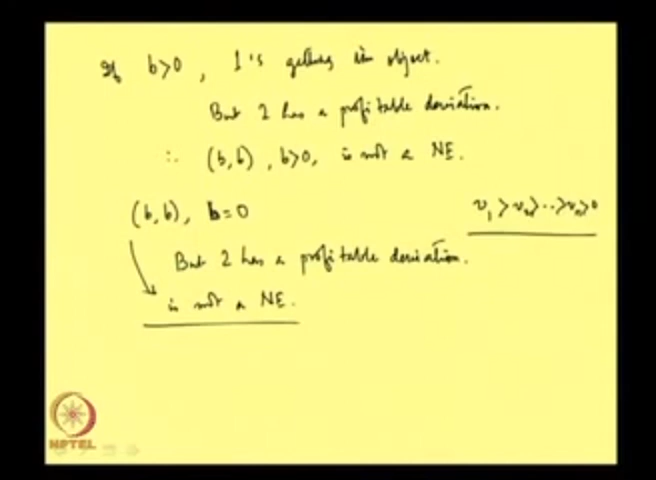 If b>0, 1's getting the object.
But 2 has a profitable deviation.
∴ (b,b), b>0, is not a NE.
(b,b), b=0
v₁>v₂>..>vₙ>0
But 2 has a profitable deviation.
is not a NE.
NPTEL